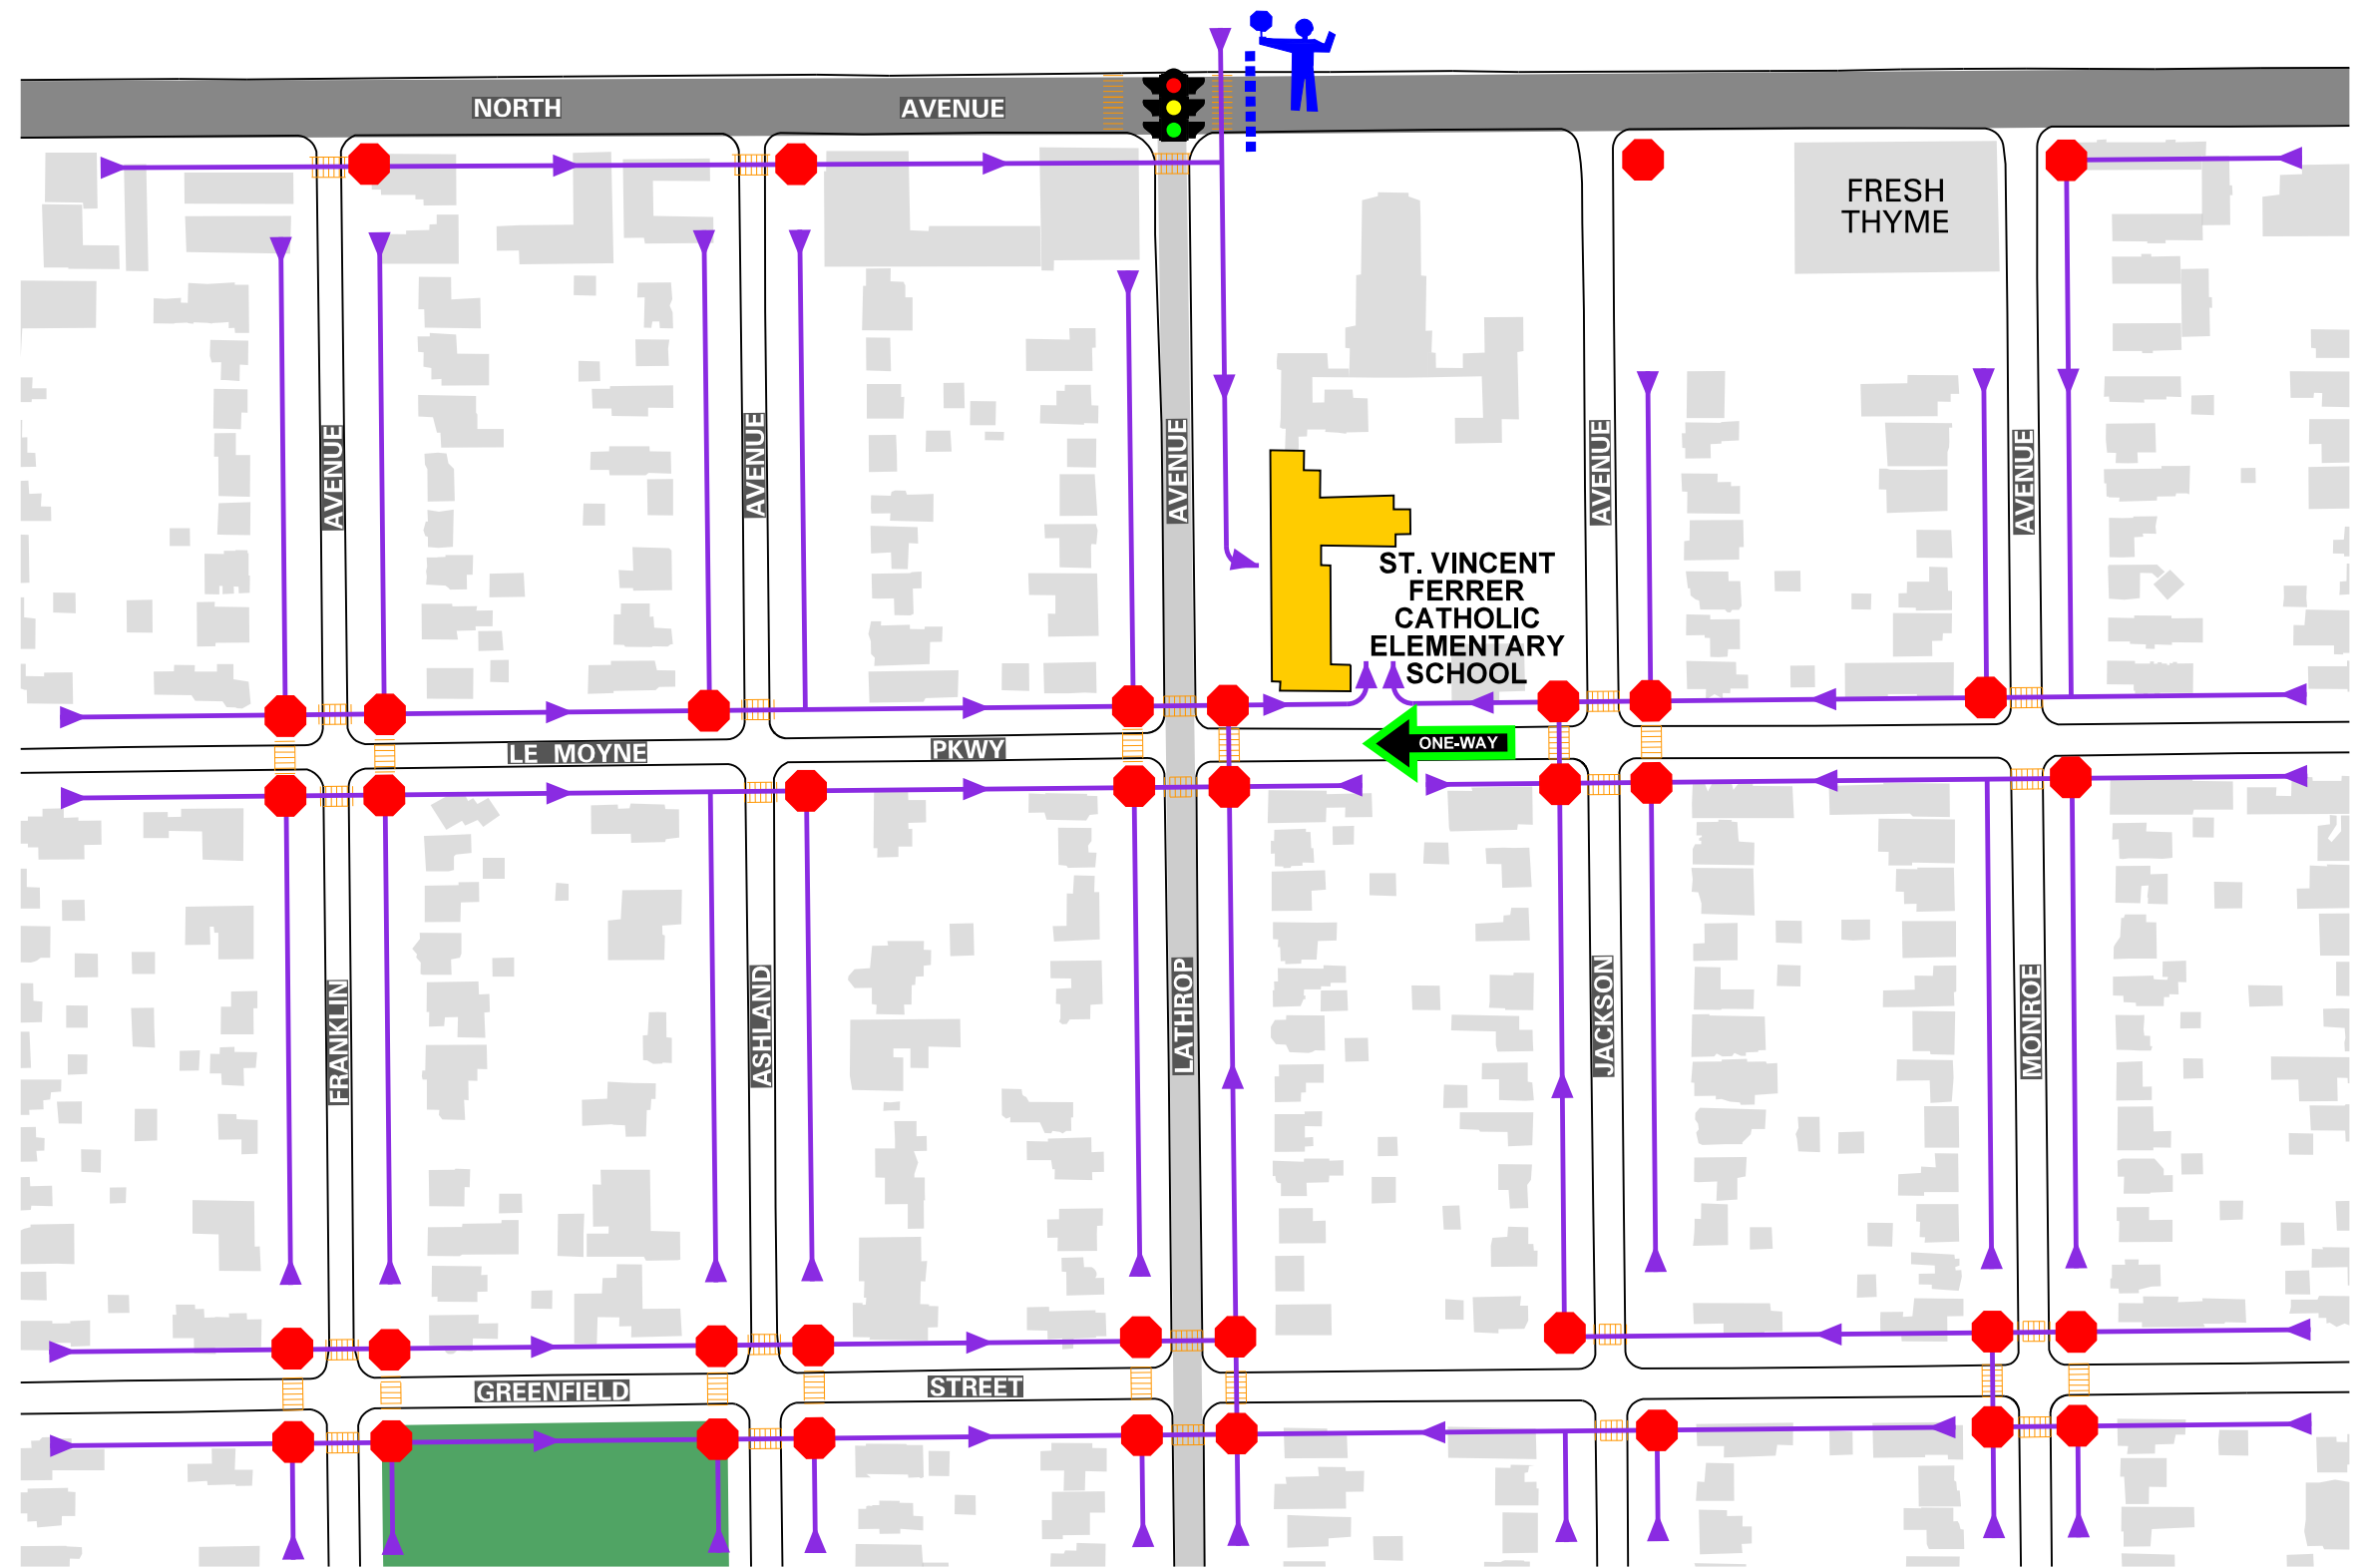 NORTH AVENUE
FRESH
THYME
AVENUE
AVENUE
AVENUE
AVENUE
AVENUE
ST. VINCENT
FERRER
CATHOLIC
ELEMENTARY
SCHOOL
LE MOYNE PKWY
ONE-WAY
FRANKLIN
ASHLAND
LATHROP
JACKSON
MONROE
GREENFIELD STREET